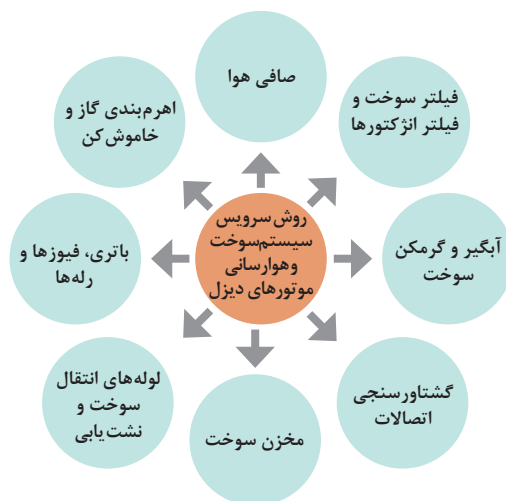 صافی هوا
فیلتر سوخت و
فیلتر انژکتورها
آبگیر و گرمکن
سوخت
گشتاورسنجی
اتصالات
مخزن سوخت
لوله‌های انتقال
سوخت و
نشت‌یابی
باتری، فیوزها و
رله‌ها
اهرم‌بندی گاز و
خاموش‌کن
روش سرویس
سیستم سوخت
و هوارسانی
موتورهای دیزل